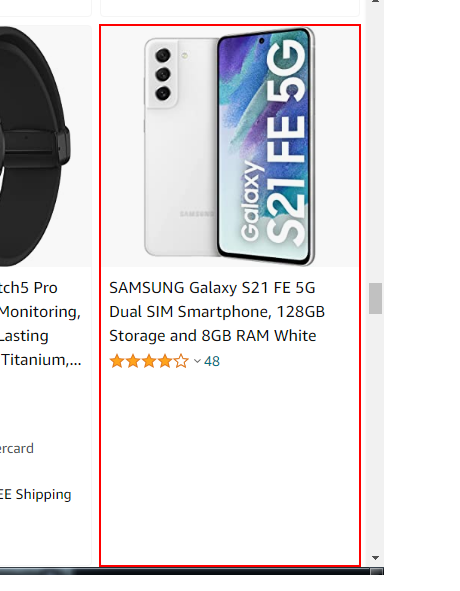 Galaxy
S21 FE 5G
SAMSUNG
tch5 Pro
Monitoring,
Lasting
Titanium,...
ercard
EE Shipping
SAMSUNG Galaxy S21 FE 5G
Dual SIM Smartphone, 128GB
Storage and 8GB RAM White
48